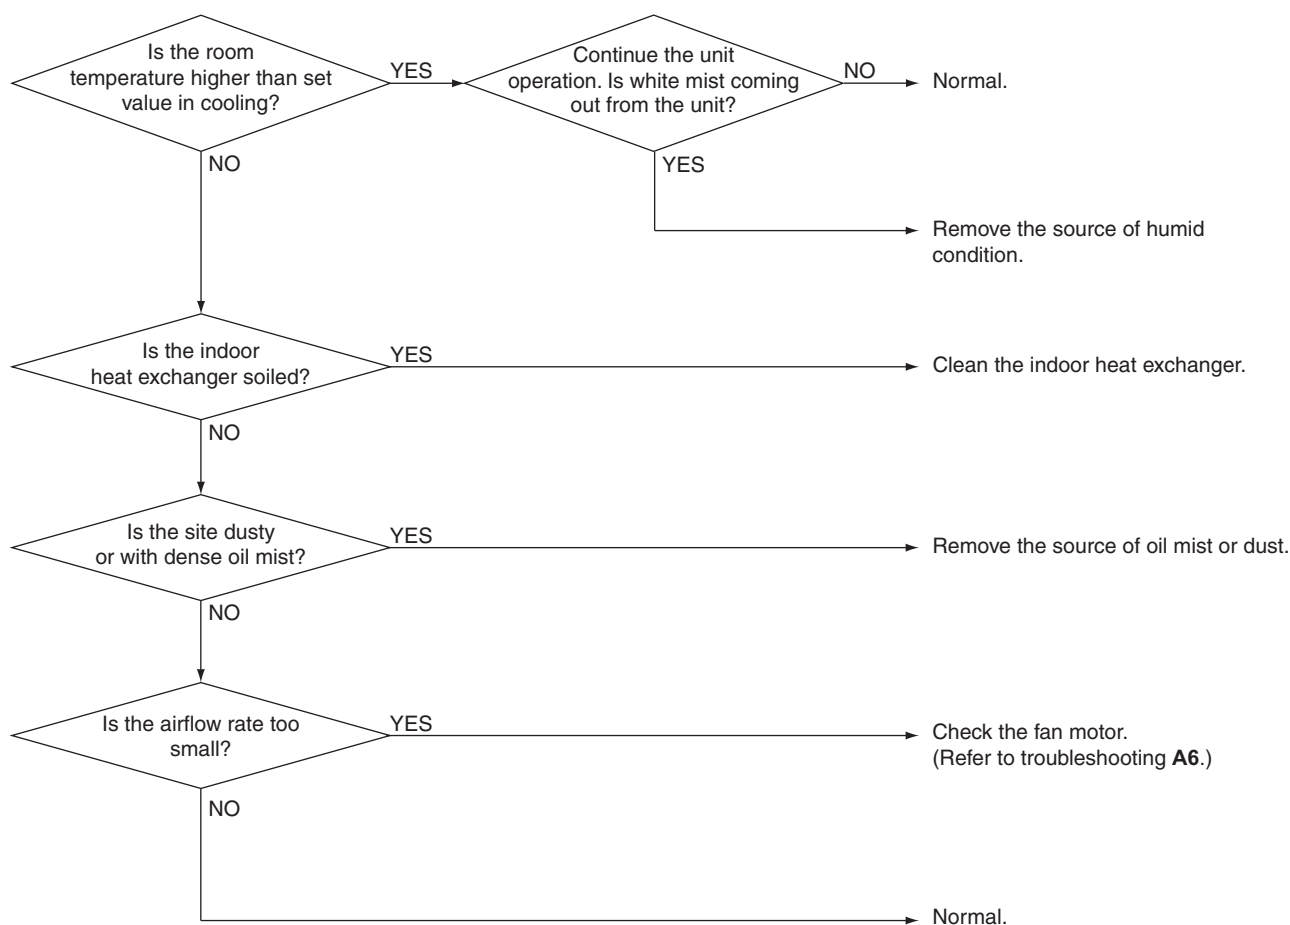 Is the room
temperature higher than set
value in cooling?
YES
Continue the unit
operation. Is white mist coming
out from the unit?
NO
Normal.
NO
YES
Remove the source of humid
condition.
Is the indoor
heat exchanger soiled?
YES
Clean the indoor heat exchanger.
NO
Is the site dusty
or with dense oil mist?
YES
Remove the source of oil mist or dust.
NO
Is the airflow rate too
small?
YES
Check the fan motor.
(Refer to troubleshooting A6.)
NO
Normal.